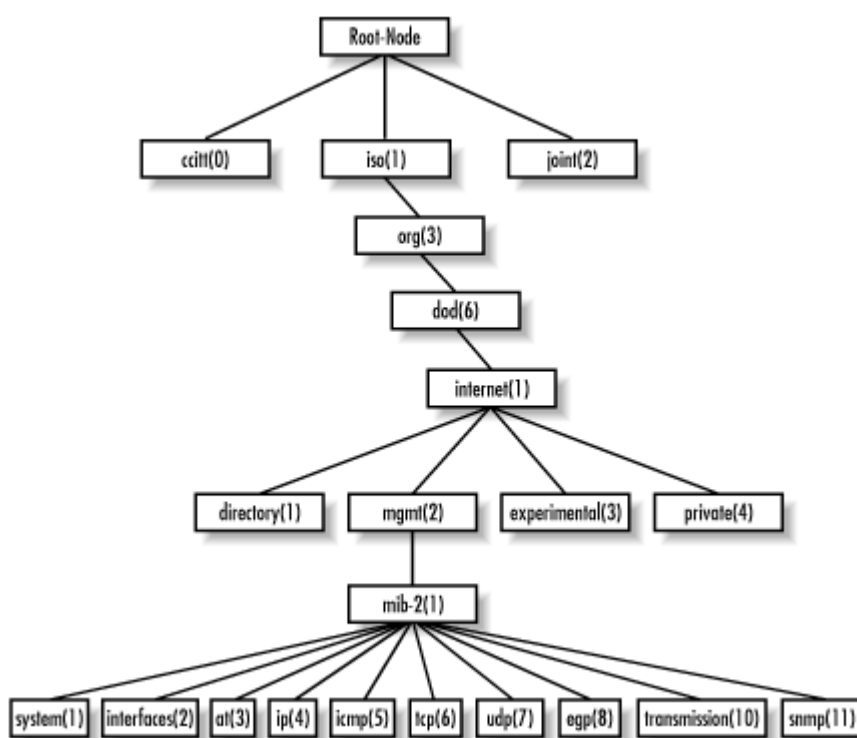 Root-Node
ccitt(0)
iso(1)
joint(2)
org(3)
dod(6)
internet(1)
directory(1)
mgmt(2)
experimental(3)
private(4)
mib-2(1)
system(1)
interfaces(2)
at(3)
ip(4)
icmp(5)
tcp(6)
udp(7)
egp(8)
transmission(10)
snmp(11)